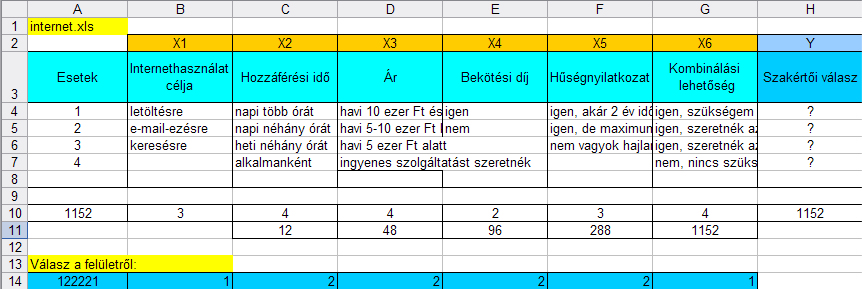 A B C D E F G H
1 internet.xls
2 X1 X2 X3 X4 X5 X6 Y
3 Esetek Internethasználat célja Hozzáférési idő Ár Bekötési díj Hűségnyilatkozat Kombinálási lehetőség Szakértői válasz
4 1 letöltésre napi több órát havi 10 ezer Ft és igen igen, akár 2 év idő igen, szükségem ?
5 2 e-mail-ezésre napi néhány órát havi 5-10 ezer Ft nem igen, de maximum igen, szeretnék az ?
6 3 keresésre heti néhány órát havi 5 ezer Ft alatt nem vagyok hajlan igen, szeretnék az ?
7 4 alkalmanként ingyenes szolgáltatást szeretnék nem, nincs szüks ?
8
9
10 1152 3 4 4 2 3 4 1152
11 12 48 96 288 1152
12
13 Válasz a felületről:
14 122221 1 2 2 2 2 1